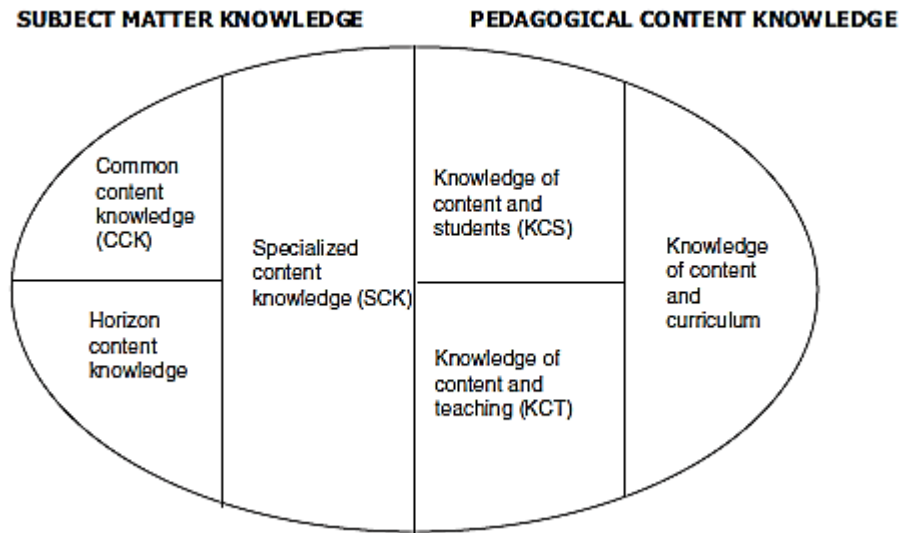 SUBJECT MATTER KNOWLEDGE
PEDAGOGICAL CONTENT KNOWLEDGE
Common
content
knowledge
(CCK)
Horizon
content
knowledge
Specialized
content
knowledge (SCK)
Knowledge of
content and
students (KCS)
Knowledge of
content and
teaching (KCT)
Knowledge
of content
and
curriculum